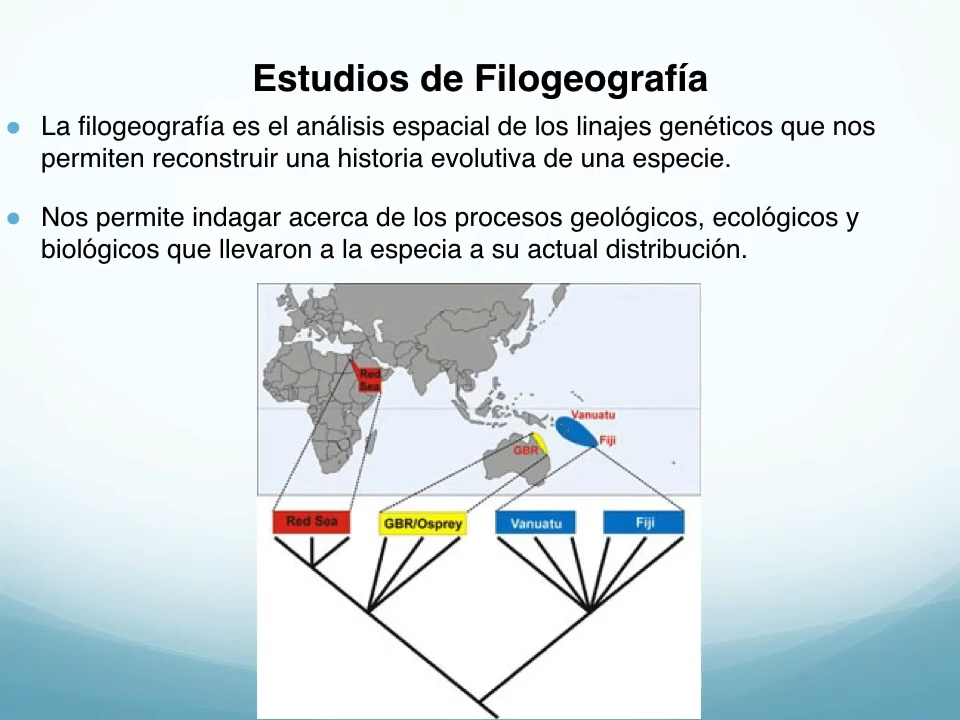 Estudios de Filogeografía
La filogeografía es el análisis espacial de los linajes genéticos que nos
permiten reconstruir una historia evolutiva de una especie.
Nos permite indagar acerca de los procesos geológicos, ecológicos y
biológicos que llevaron a la especia a su actual distribución.
Red
Sea
Vanuatu
Fiji
GBR
Red Sea
GBR/Osprey
Vanuatu
Fiji